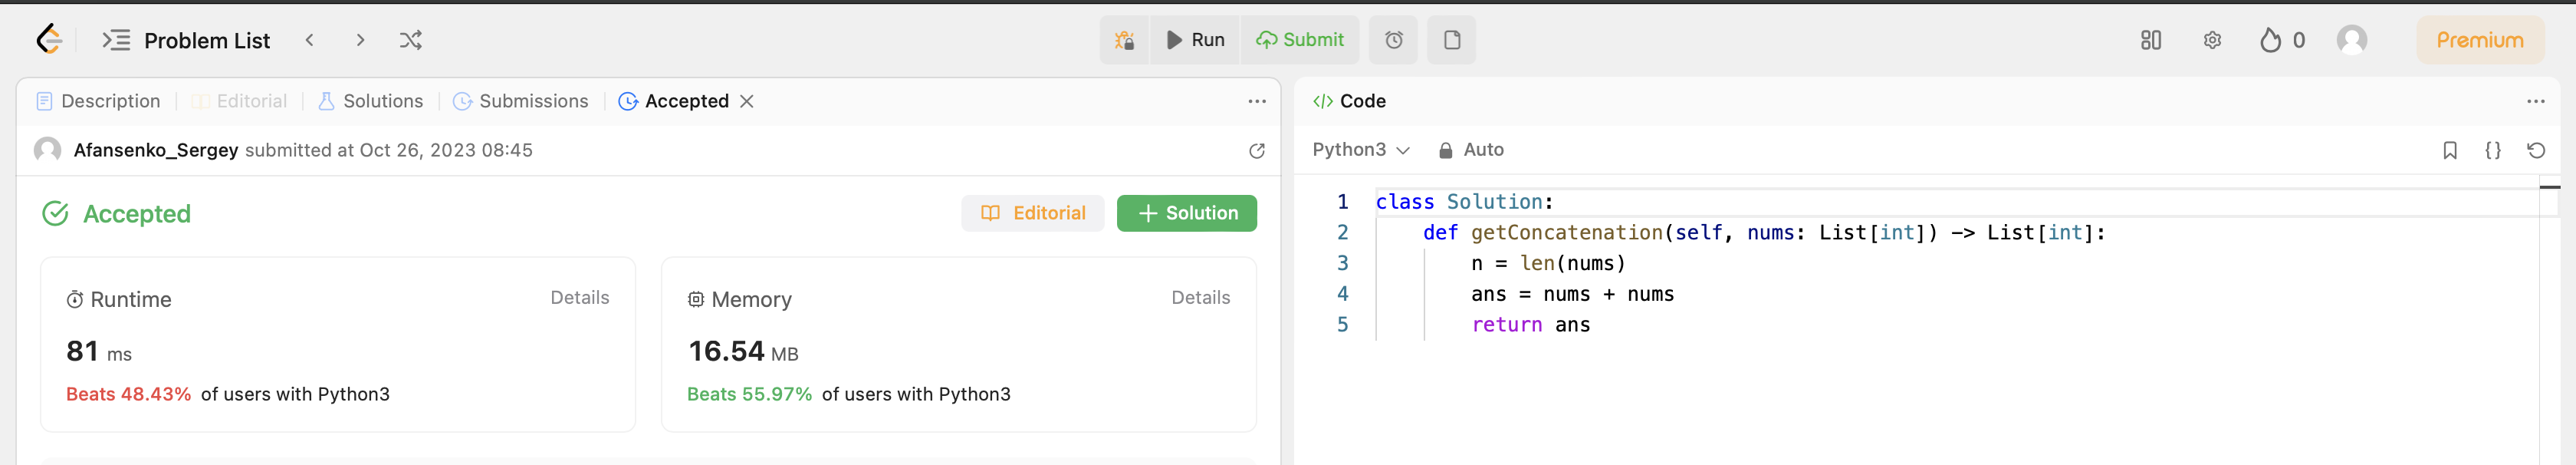 Problem List
Run
Submit
0
Premium
Description
Editorial
Solutions
Submissions
Accepted
Afansenko_Sergey submitted at Oct 26, 2023 08:45
Accepted
Editorial
Solution
Runtime
Details
81 ms
Beats 48.43% of users with Python3
Memory
Details
16.54 MB
Beats 55.97% of users with Python3
</> Code
Python3
Auto
{}
1 class Solution:
2 def getConcatenation(self, nums: List[int]) -> List[int]:
3 n = len(nums)
4 ans = nums + nums
5 return ans